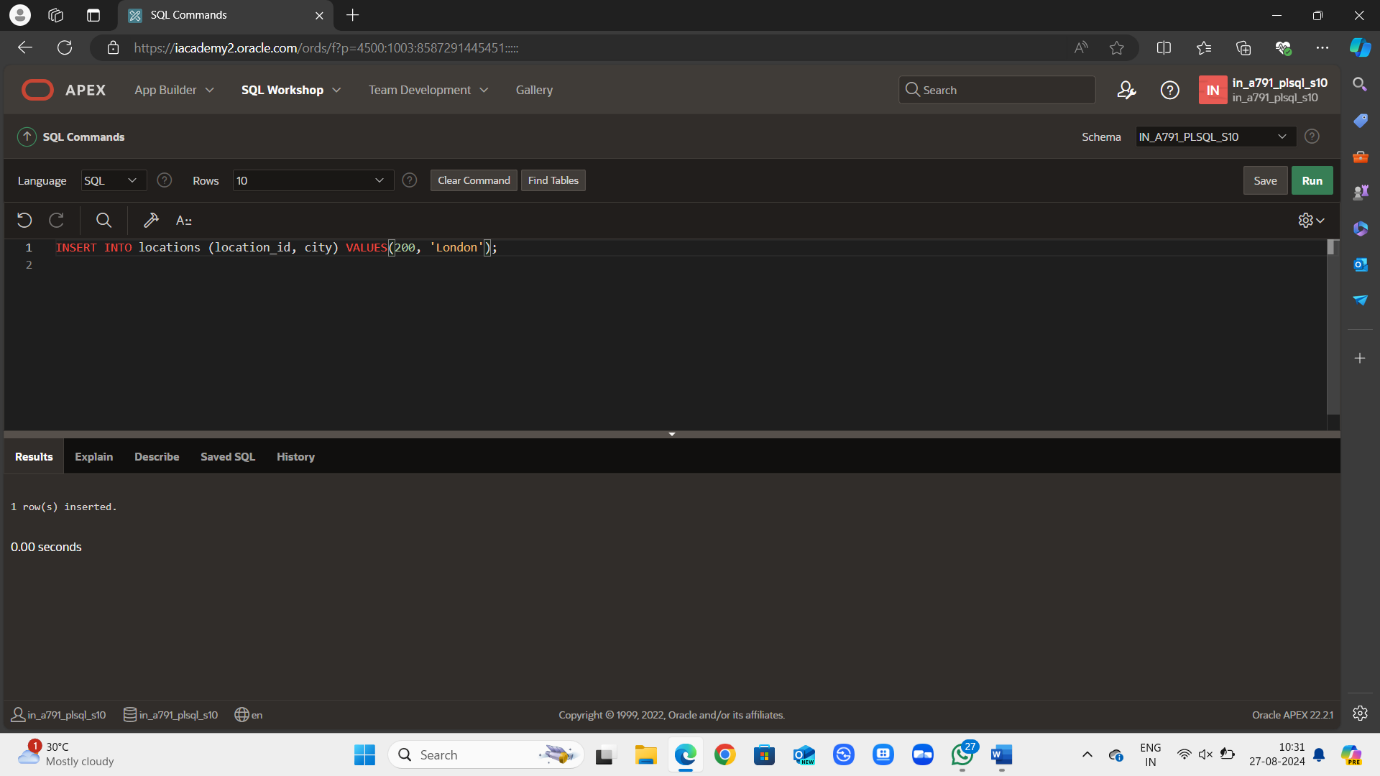 SQL Commands
https://iacademy2.oracle.com/ords/f?p=4500:1003:8587291445451:::::
APEX App Builder SQL Workshop Team Development Gallery Search IN in_a791_plsql_s10
in_a791_plsql_s10
SQL Commands Schema IN_A791_PLSQL_S10
Language SQL Rows 10 Clear Command Find Tables Save Run
A::
1 INSERT INTO locations (location_id, city) VALUES(200, 'London');
2
Results Explain Describe Saved SQL History
1 row(s) inserted.
0.00 seconds
in_a791_plsql_s10 in_a791_plsql_s10 en Copyright © 1999, 2022, Oracle and/or its affiliates. Oracle APEX 22.2.1
1 30°C Search NEW 27 ENG 10:31 PRE
Mostly cloudy IN 27-08-2024